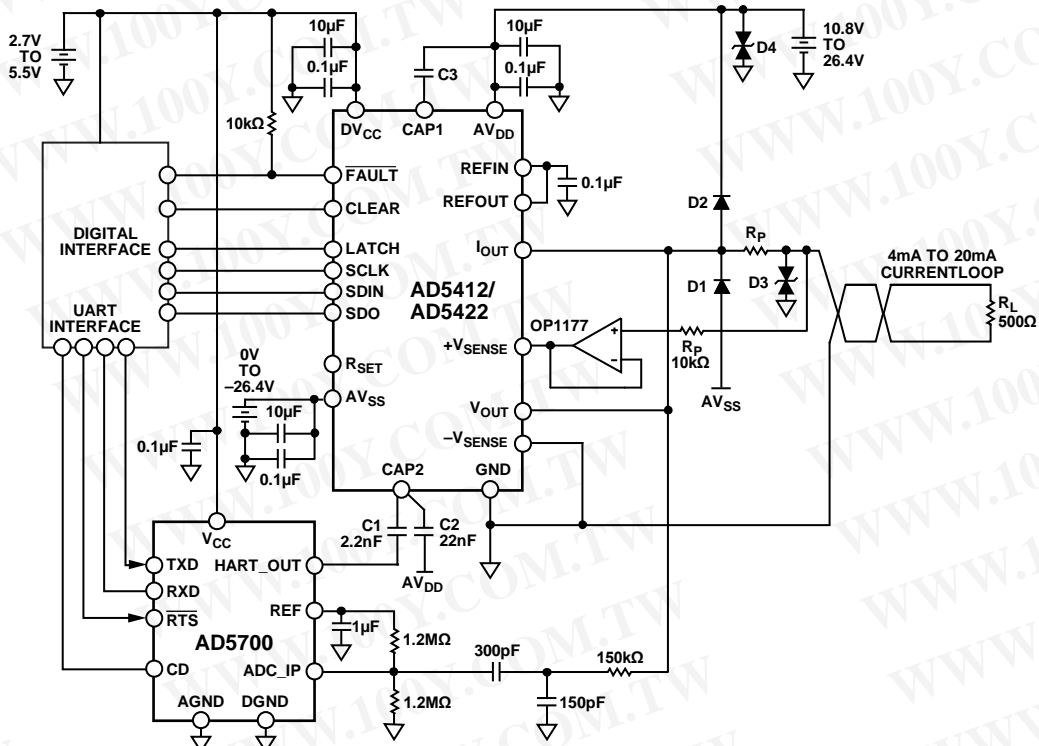 2.7V
TO
5.5V
10µF
0.1µF
10kΩ
C3
10µF
0.1µF
D4
10.8V
TO
26.4V
DVCC
CAP1
AVDD
FAULT
CLEAR
LATCH
SCLK
SDIN
SDO
RSET
AVSS
REFIN
REFOUT
IOUT
+VSENSE
VOUT
–VSENSE
CAP2
GND
AD5412/
AD5422
0.1µF
DIGITAL
INTERFACE
UART
INTERFACE
D2
D1
RP
D3
AVSS
OP1177
RP
10kΩ
4mA TO 20mA
CURRENTLOOP
RL
500Ω
0V
TO
–26.4V
10µF
0.1µF
0.1µF
C1
2.2nF
C2
22nF
AVDD
VCC
TXD
RXD
RTS
CD
HART_OUT
REF
ADC_IP
AD5700
AGND
DGND
1µF
1.2MΩ
1.2MΩ
300pF
150pF
150kΩ
WWW.100Y.COM.TW